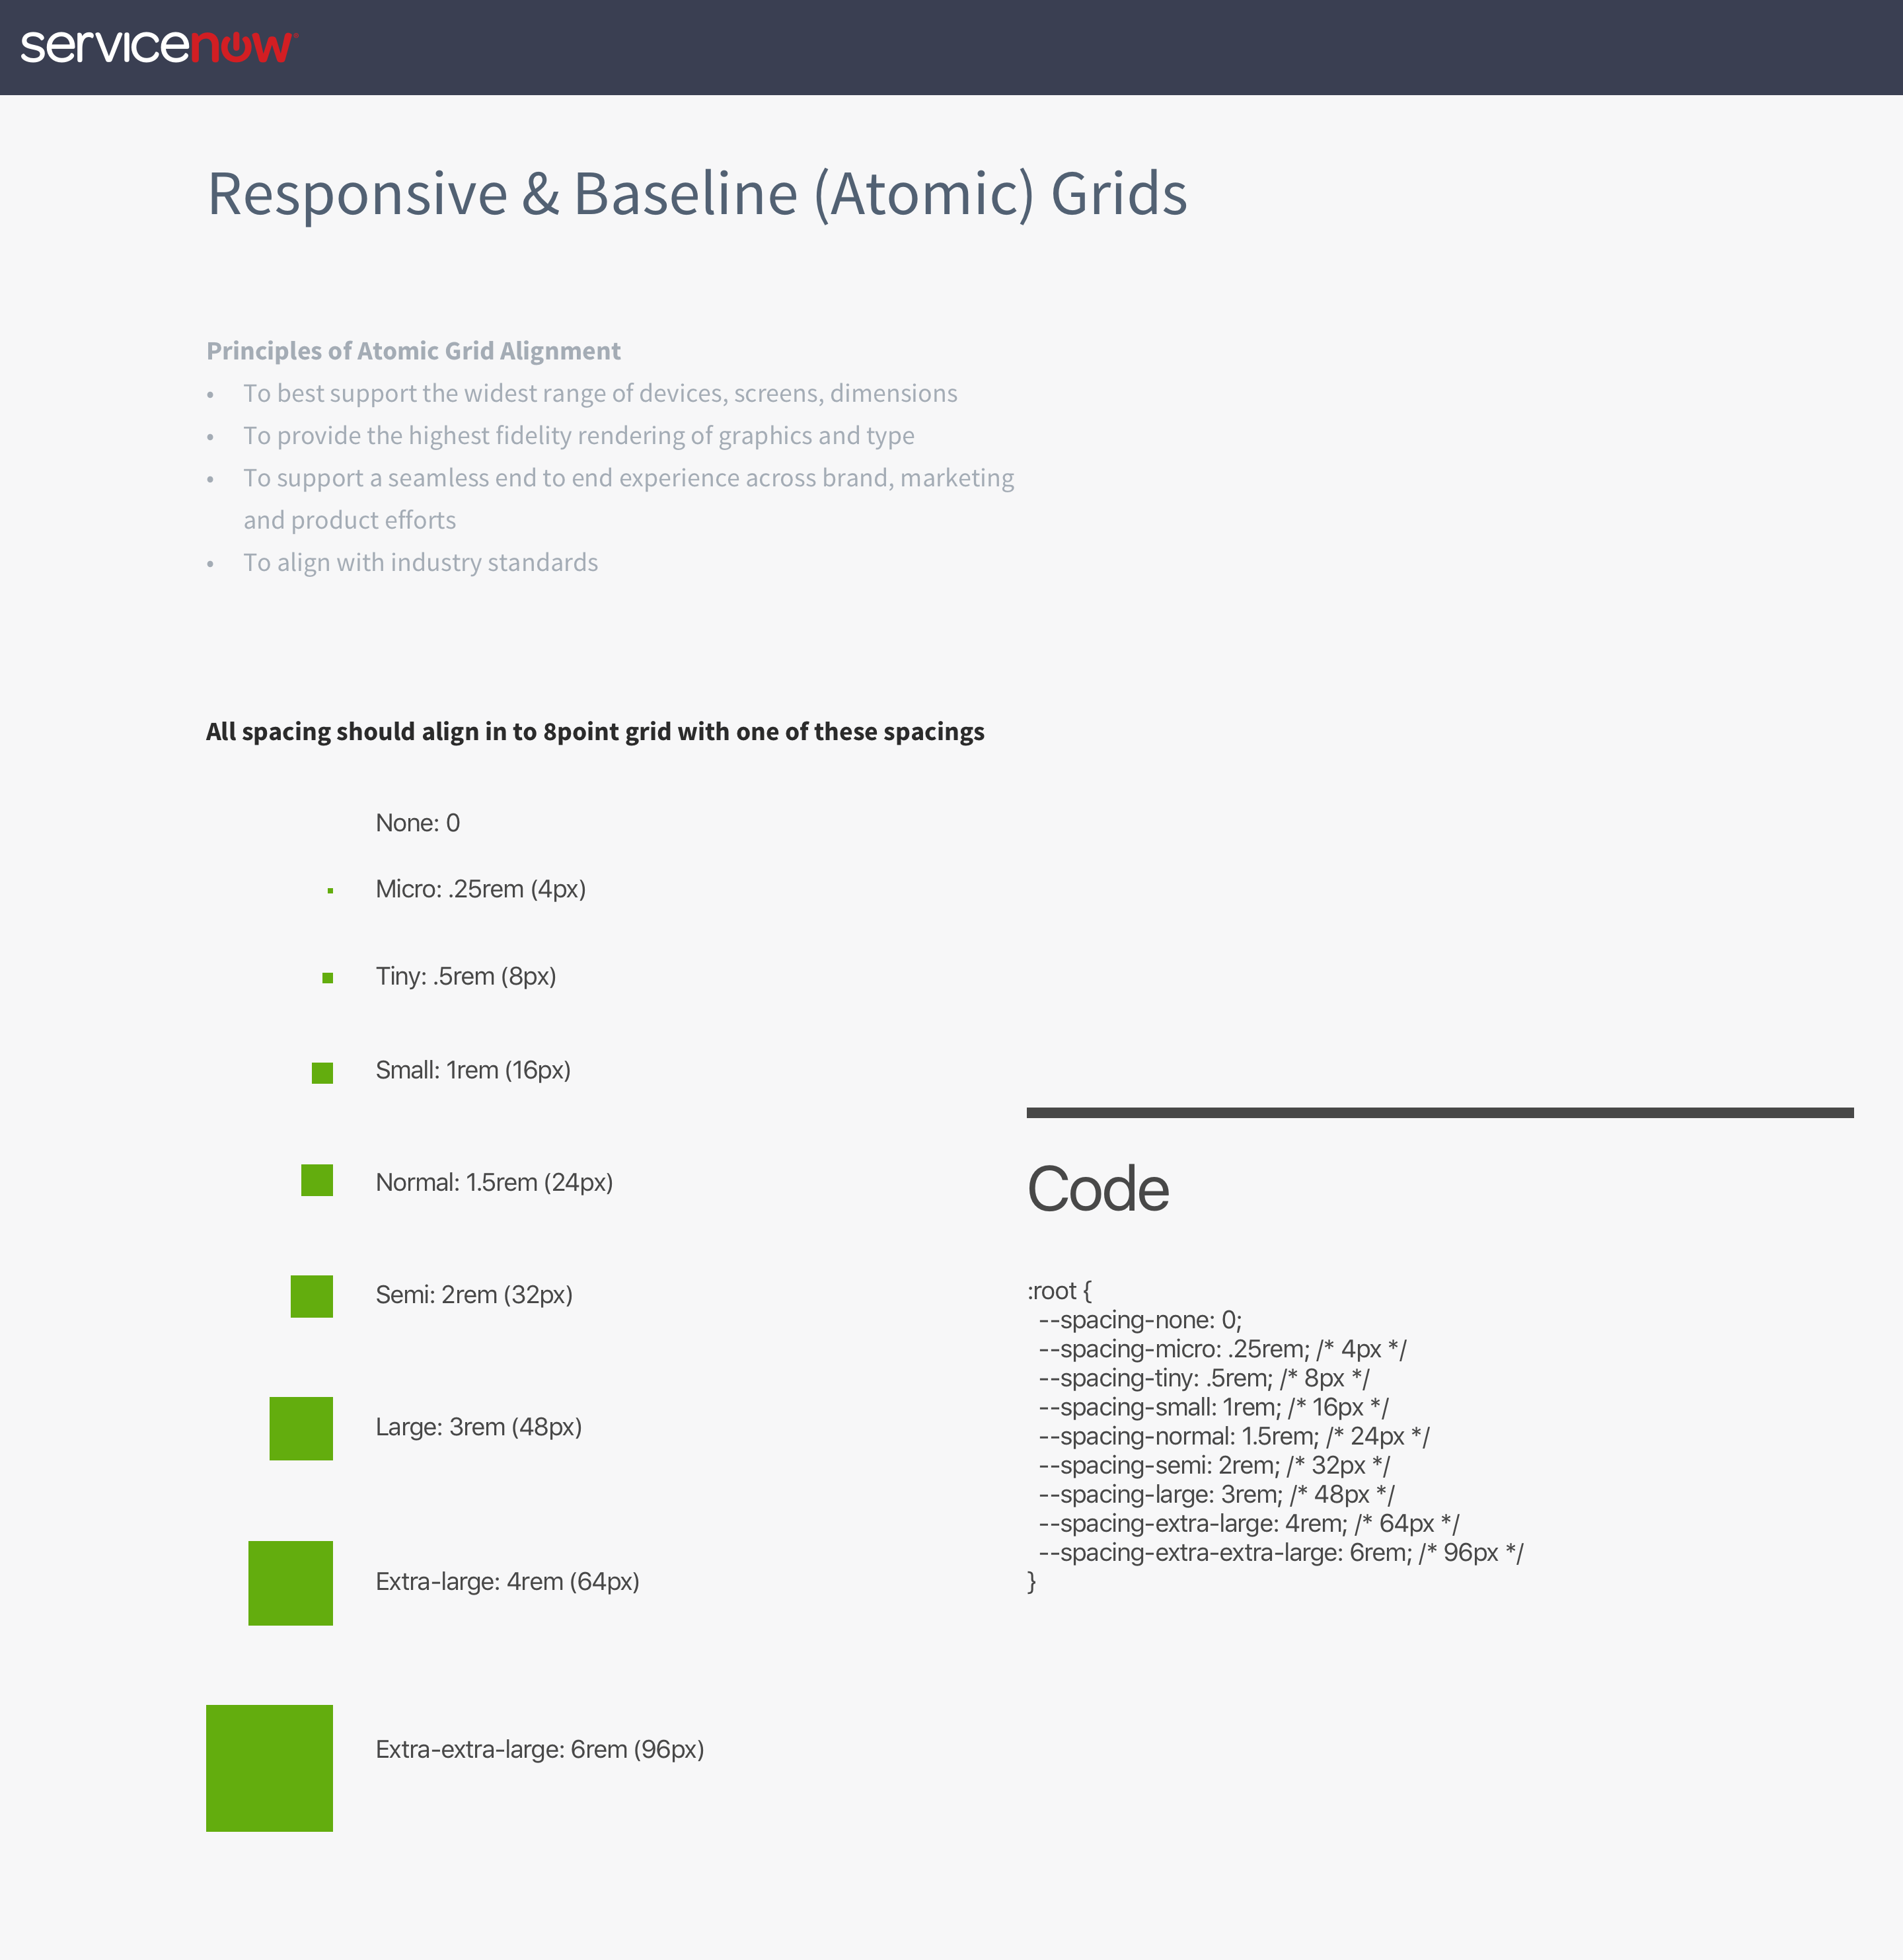 servicenow
Responsive & Baseline (Atomic) Grids
Principles of Atomic Grid Alignment
• To best support the widest range of devices, screens, dimensions
• To provide the highest fidelity rendering of graphics and type
• To support a seamless end to end experience across brand, marketing
and product efforts
• To align with industry standards
All spacing should align in to 8point grid with one of these spacings
None: 0
Micro: .25rem (4px)
Tiny: .5rem (8px)
Small: 1rem (16px)
Normal: 1.5rem (24px)
Semi: 2rem (32px)
Large: 3rem (48px)
Extra-large: 4rem (64px)
Extra-extra-large: 6rem (96px)
Code
:root {
  --spacing-none: 0;
  --spacing-micro: .25rem; /* 4px */
  --spacing-tiny: .5rem; /* 8px */
  --spacing-small: 1rem; /* 16px */
  --spacing-normal: 1.5rem; /* 24px */
  --spacing-semi: 2rem; /* 32px */
  --spacing-large: 3rem; /* 48px */
  --spacing-extra-large: 4rem; /* 64px */
  --spacing-extra-extra-large: 6rem; /* 96px */
}